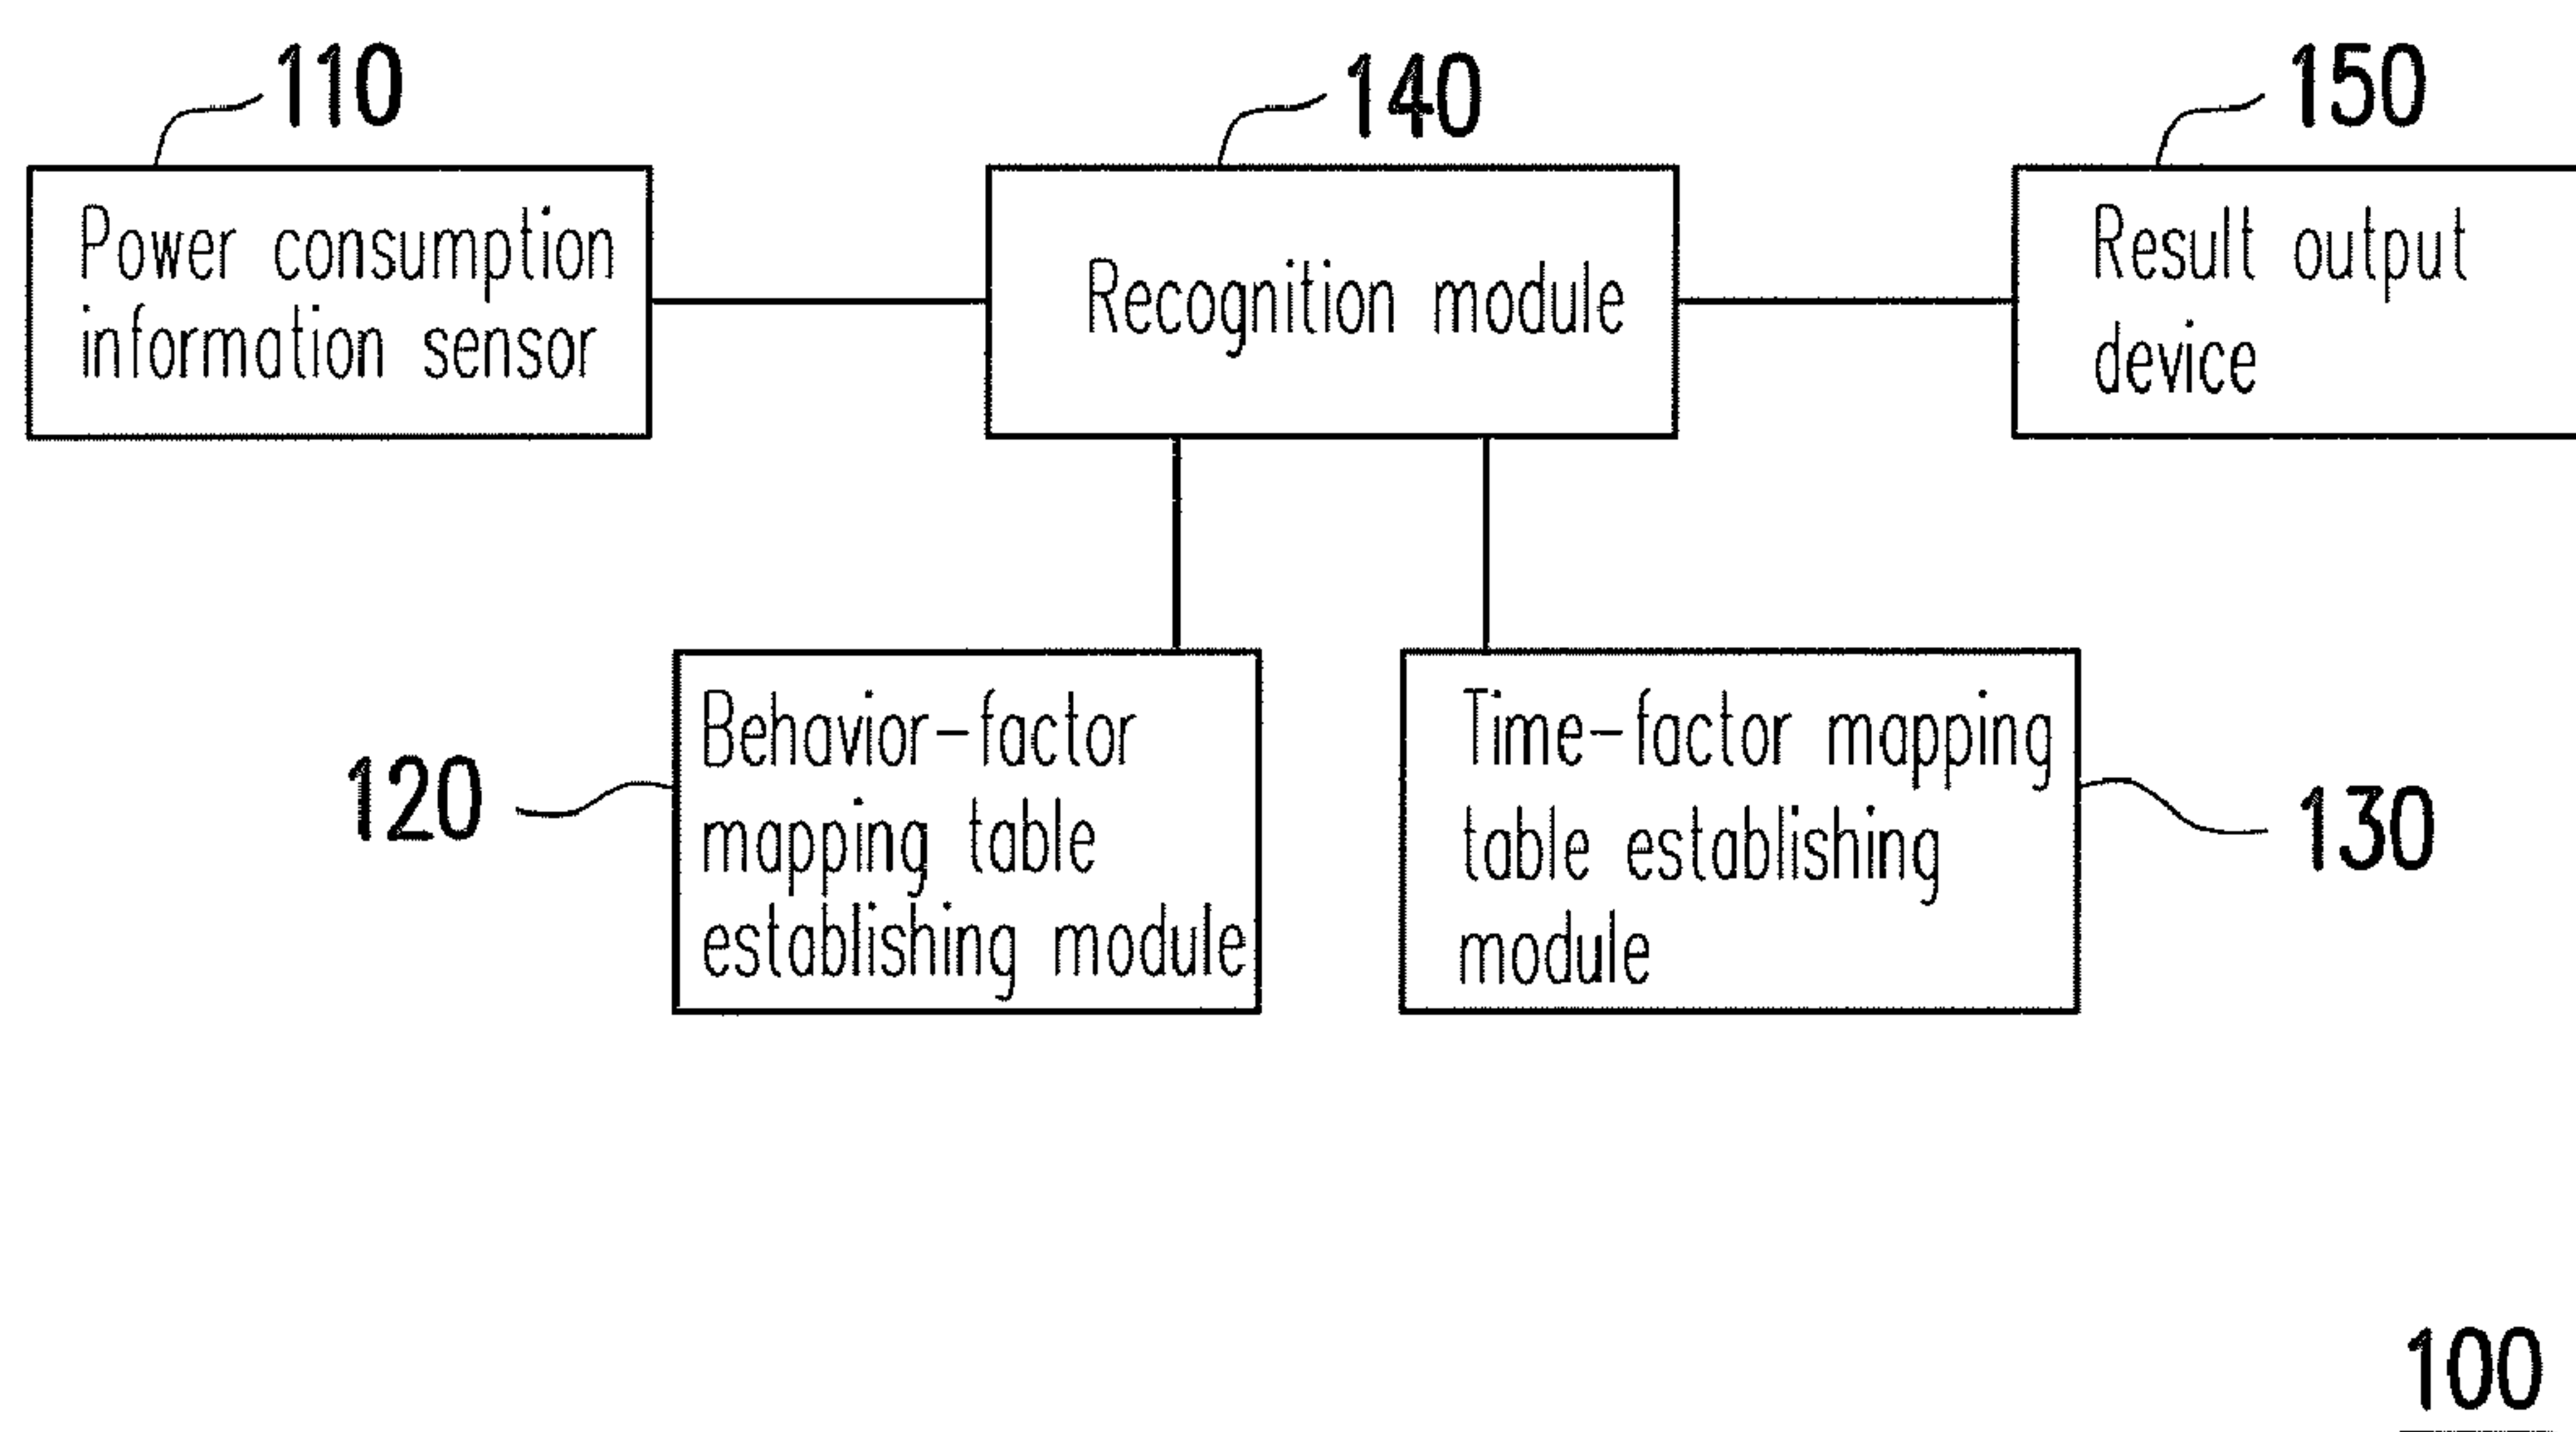 110
140
150
Power consumption
information sensor
Recognition module
Result output
device
120
Behavior-factor
mapping table
establishing module
Time-factor mapping
table establishing
module
130
100